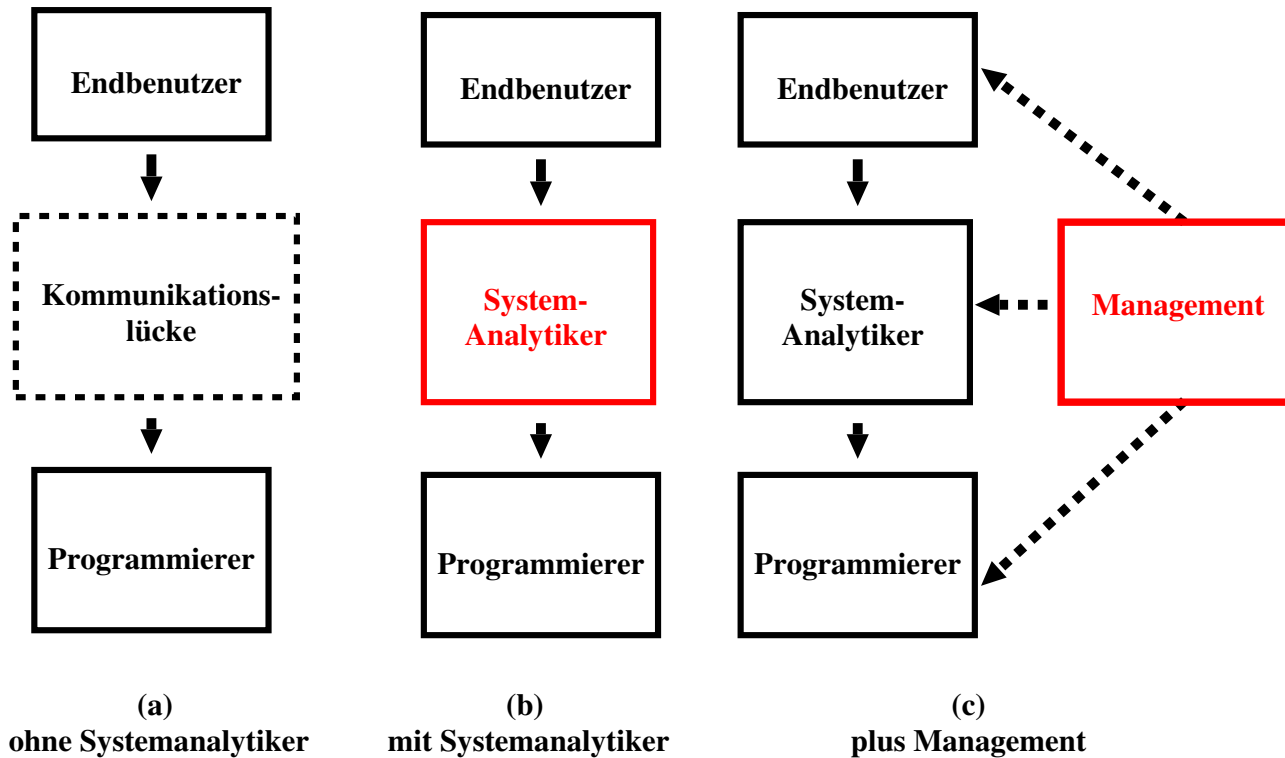 Endbenutzer
Kommunikations-
lücke
Programmierer
(a)
ohne Systemanalytiker
Endbenutzer
System-
Analytiker
Programmierer
(b)
mit Systemanalytiker
Endbenutzer
System-
Analytiker
Programmierer
Management
(c)
plus Management